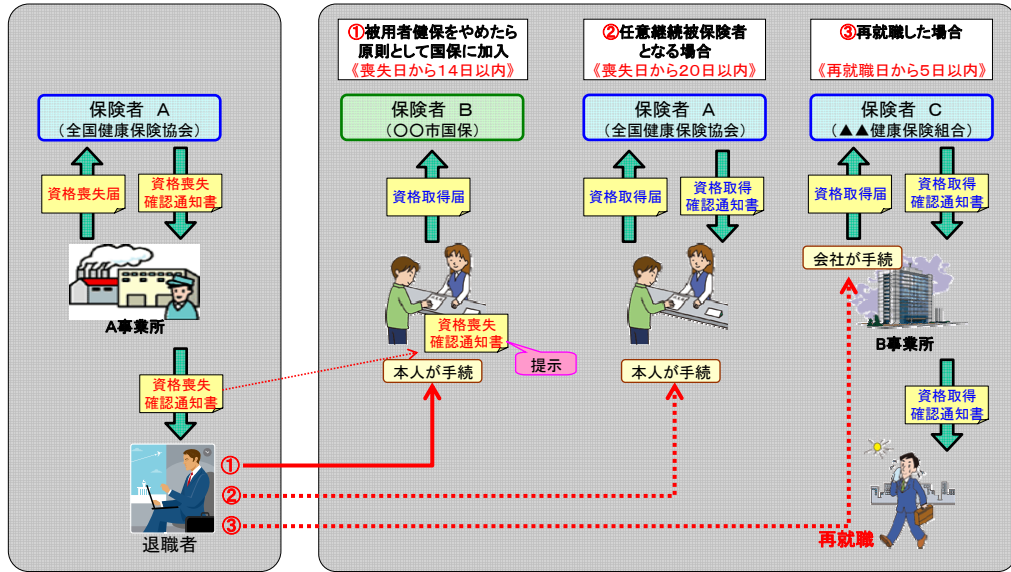 保険者 A
（全国健康保険協会）
資格喪失届
資格喪失
確認通知書
A事業所
資格喪失
確認通知書
退職者
①
②
③
①被用者健保をやめたら
原則として国保に加入
《喪失日から14日以内》
保険者 B
（○○市国保）
資格取得届
資格喪失
確認通知書
提示
本人が手続
②任意継続被保険者
となる場合
《喪失日から20日以内》
保険者 A
（全国健康保険協会）
資格取得届
資格取得
確認通知書
本人が手続
③再就職した場合
《再就職日から5日以内》
保険者 C
（▲▲健康保険組合）
資格取得届
資格取得
確認通知書
会社が手続
B事業所
資格取得
確認通知書
再就職